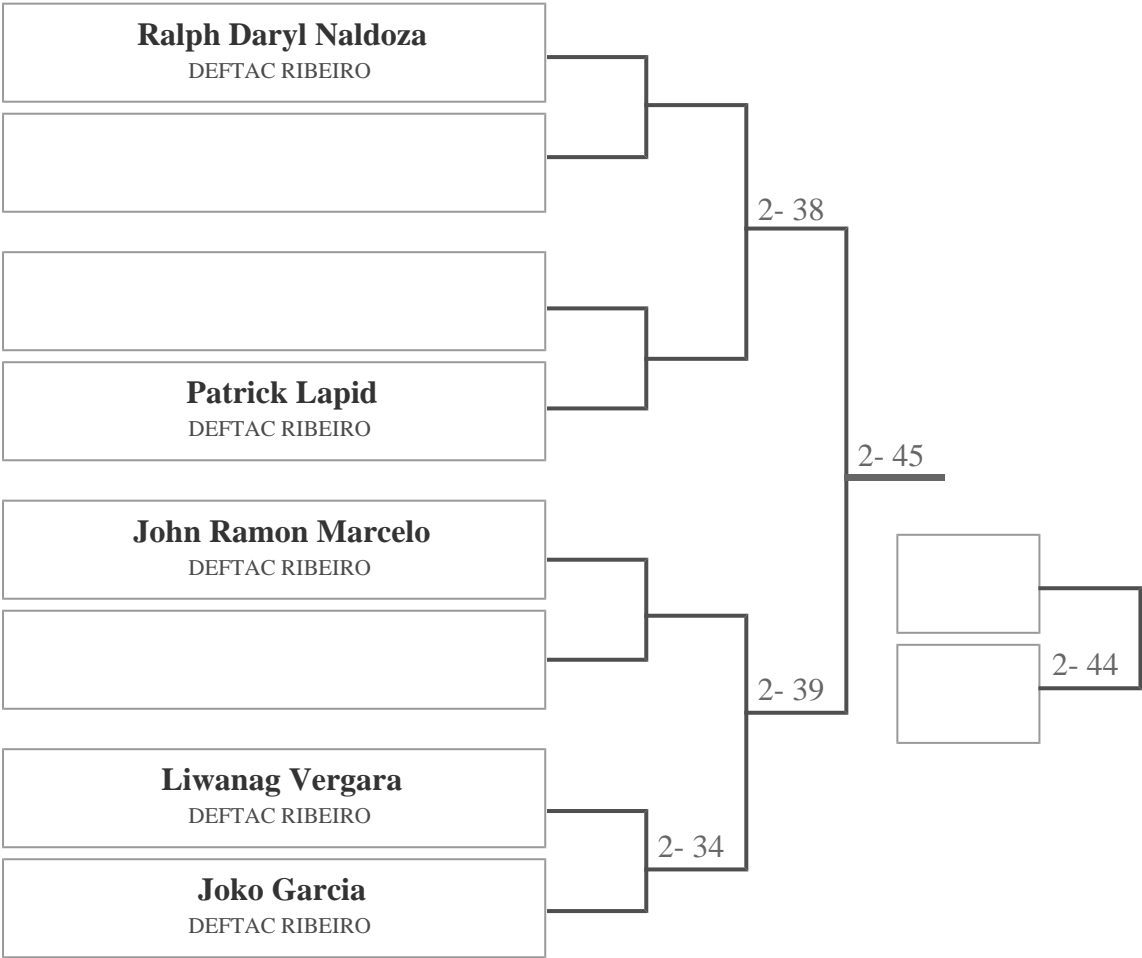 Ralph Daryl Naldoza
DEFTAC RIBEIRO
2- 38
Patrick Lapid
DEFTAC RIBEIRO
2- 45
John Ramon Marcelo
DEFTAC RIBEIRO
2- 44
2- 39
Liwanag Vergara
DEFTAC RIBEIRO
2- 34
Joko Garcia
DEFTAC RIBEIRO